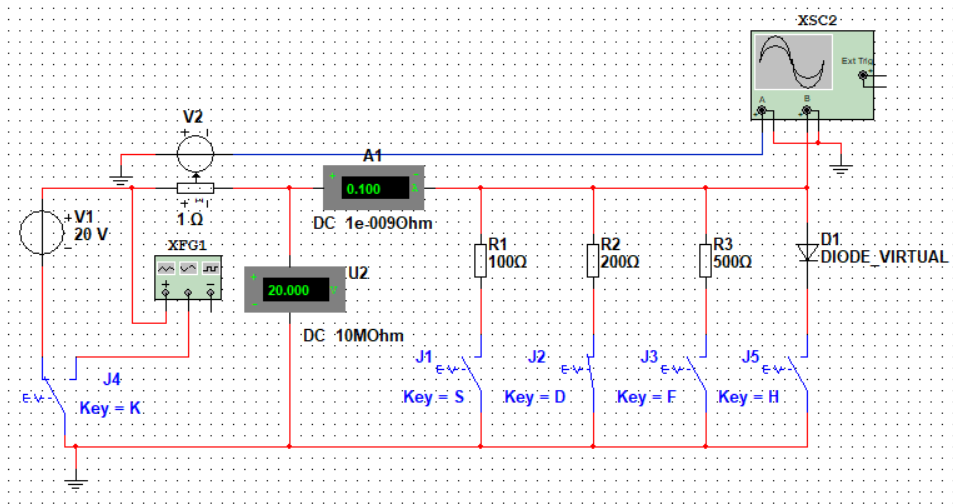 XSC2
Ext Trig
A
B
V2
A1
0.100
A
DC 1e-009Ohm
V1
20 V
1 Ω
XFG1
U2
20.000
V
DC 10MOhm
R1
100Ω
R2
200Ω
R3
500Ω
D1
DIODE_VIRTUAL
J4
Key = K
J1
Key = S
J2
Key = D
J3
Key = F
J5
Key = H